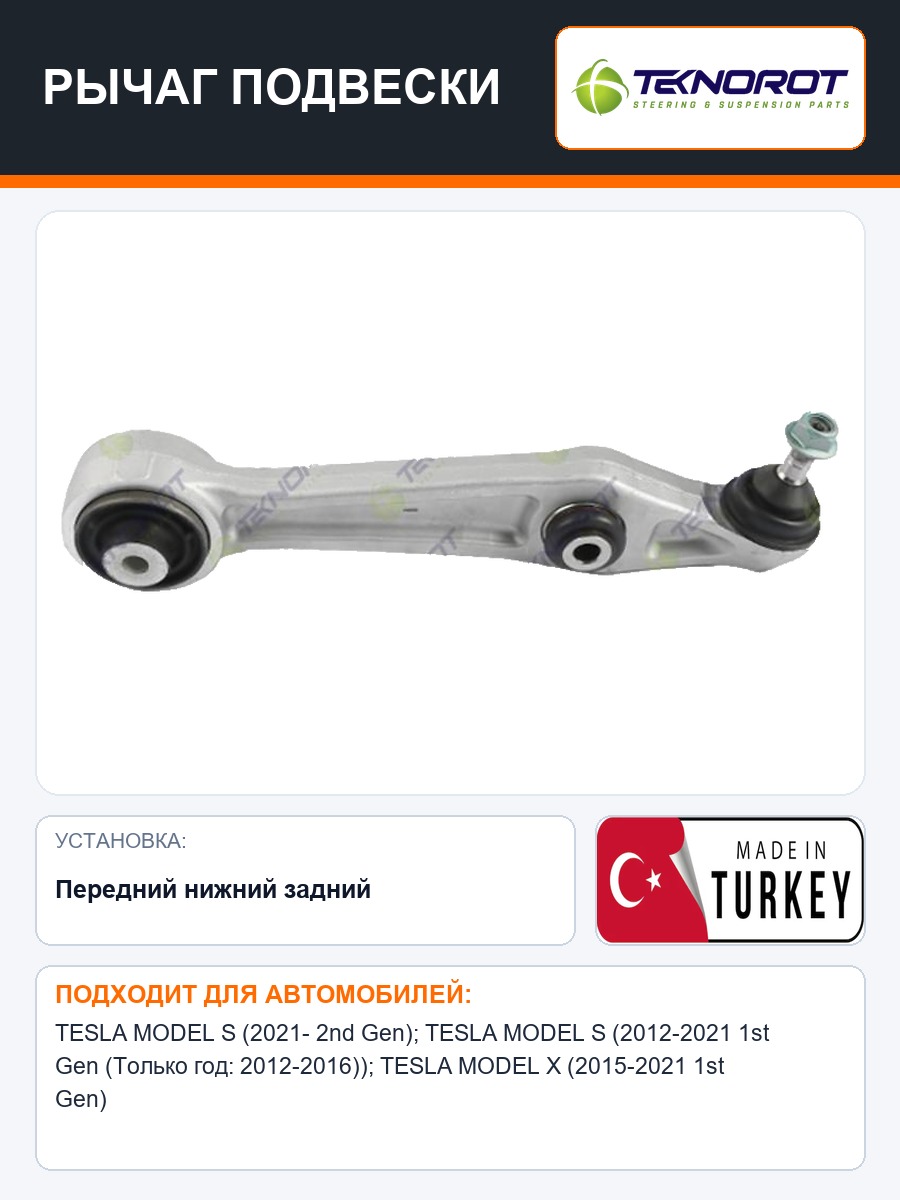 РЫЧАГ ПОДВЕСКИ
TEKNOROT
STEERING & SUSPENSION PARTS
УСТАНОВКА:
Передний нижний задний
MADE IN
TURKEY
ПОДХОДИТ ДЛЯ АВТОМОБИЛЕЙ:
TESLA MODEL S (2021- 2nd Gen); TESLA MODEL S (2012-2021 1st
Gen (Только год: 2012-2016)); TESLA MODEL X (2015-2021 1st
Gen)